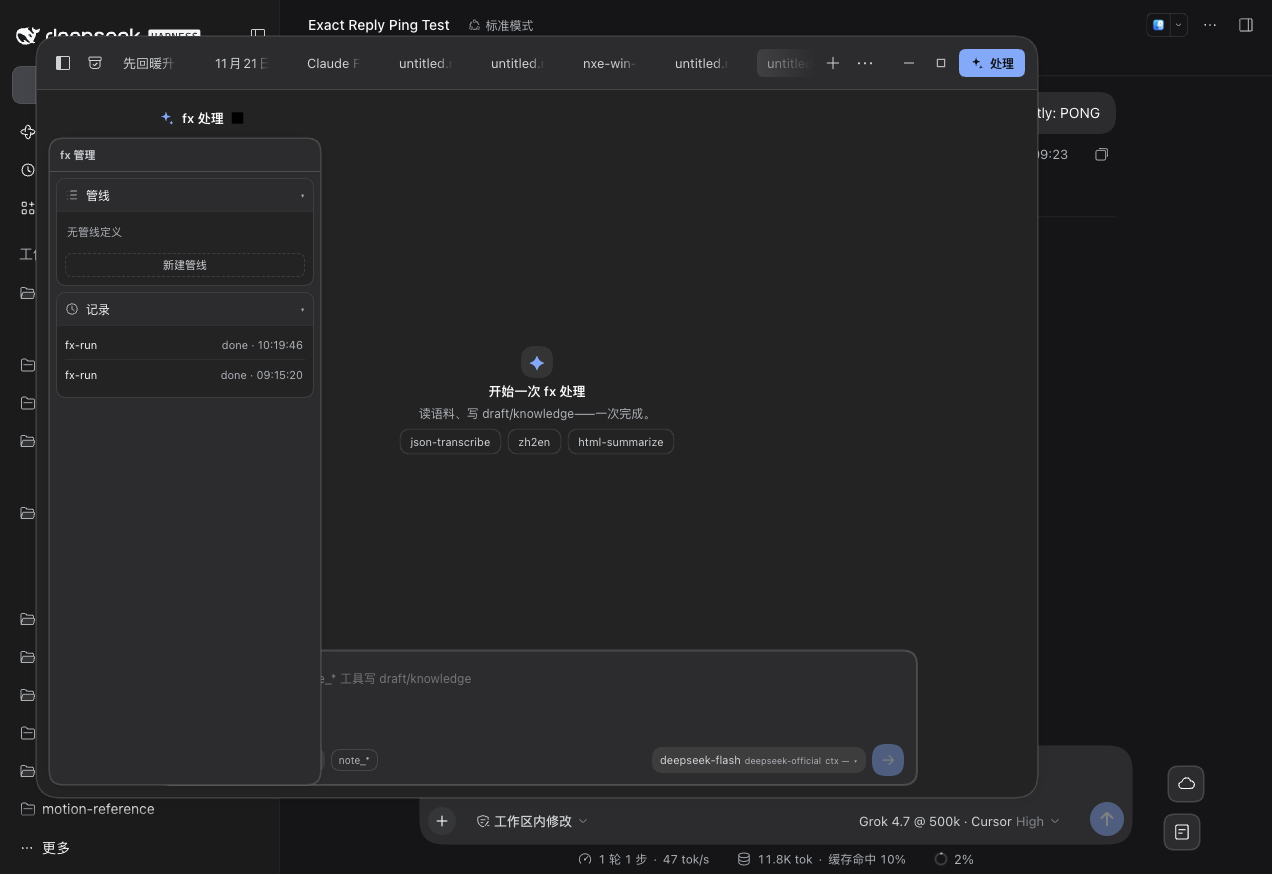 deepseek HARNESS
Exact Reply Ping Test
标准模式
先回暖升
11月21日
Claude
untitled.
untitled.
nxe-win-
untitled.
untitled
处理
fx 处理
fx 管理
管线
无管线定义
新建管线
记录
fx-run
done · 10:19:46
fx-run
done · 09:15:20
开始一次 fx 处理
读语料、写 draft/knowledge——一次完成。
json-transcribe
zh2en
html-summarize
_* 工具写 draft/knowledge
note_*
deepseek-flash deepseek-official ctx —
tly: PONG
9:23
motion-reference
更多
工作区内修改
Grok 4.7 @ 500k · Cursor High
1 轮 1 步 · 47 tok/s
11.8K tok · 缓存命中 10%
2%